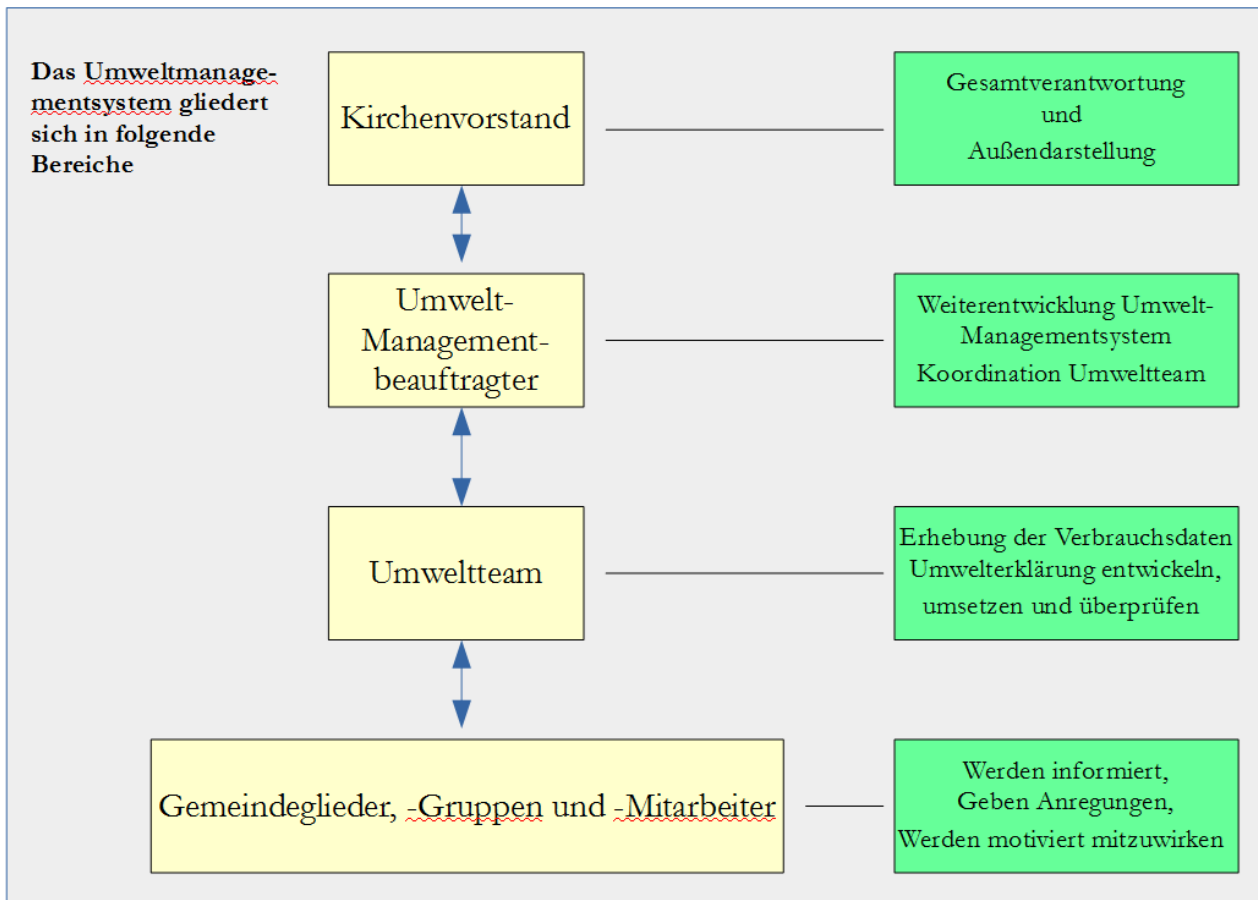 Das Umweltmanage-
mentsystem gliedert
sich in folgende
Bereiche
Kirchenvorstand
Gesamtverantwortung
und
Außendarstellung
Umwelt-
Management-
beauftragter
Weiterentwicklung Umwelt-
Managementsystem
Koordination Umweltteam
Umweltteam
Erhebung der Verbrauchsdaten
Umwelterklärung entwickeln,
umsetzen und überprüfen
Gemeindeglieder, -Gruppen und -Mitarbeiter
Werden informiert,
Geben Anregungen,
Werden motiviert mitzuwirken